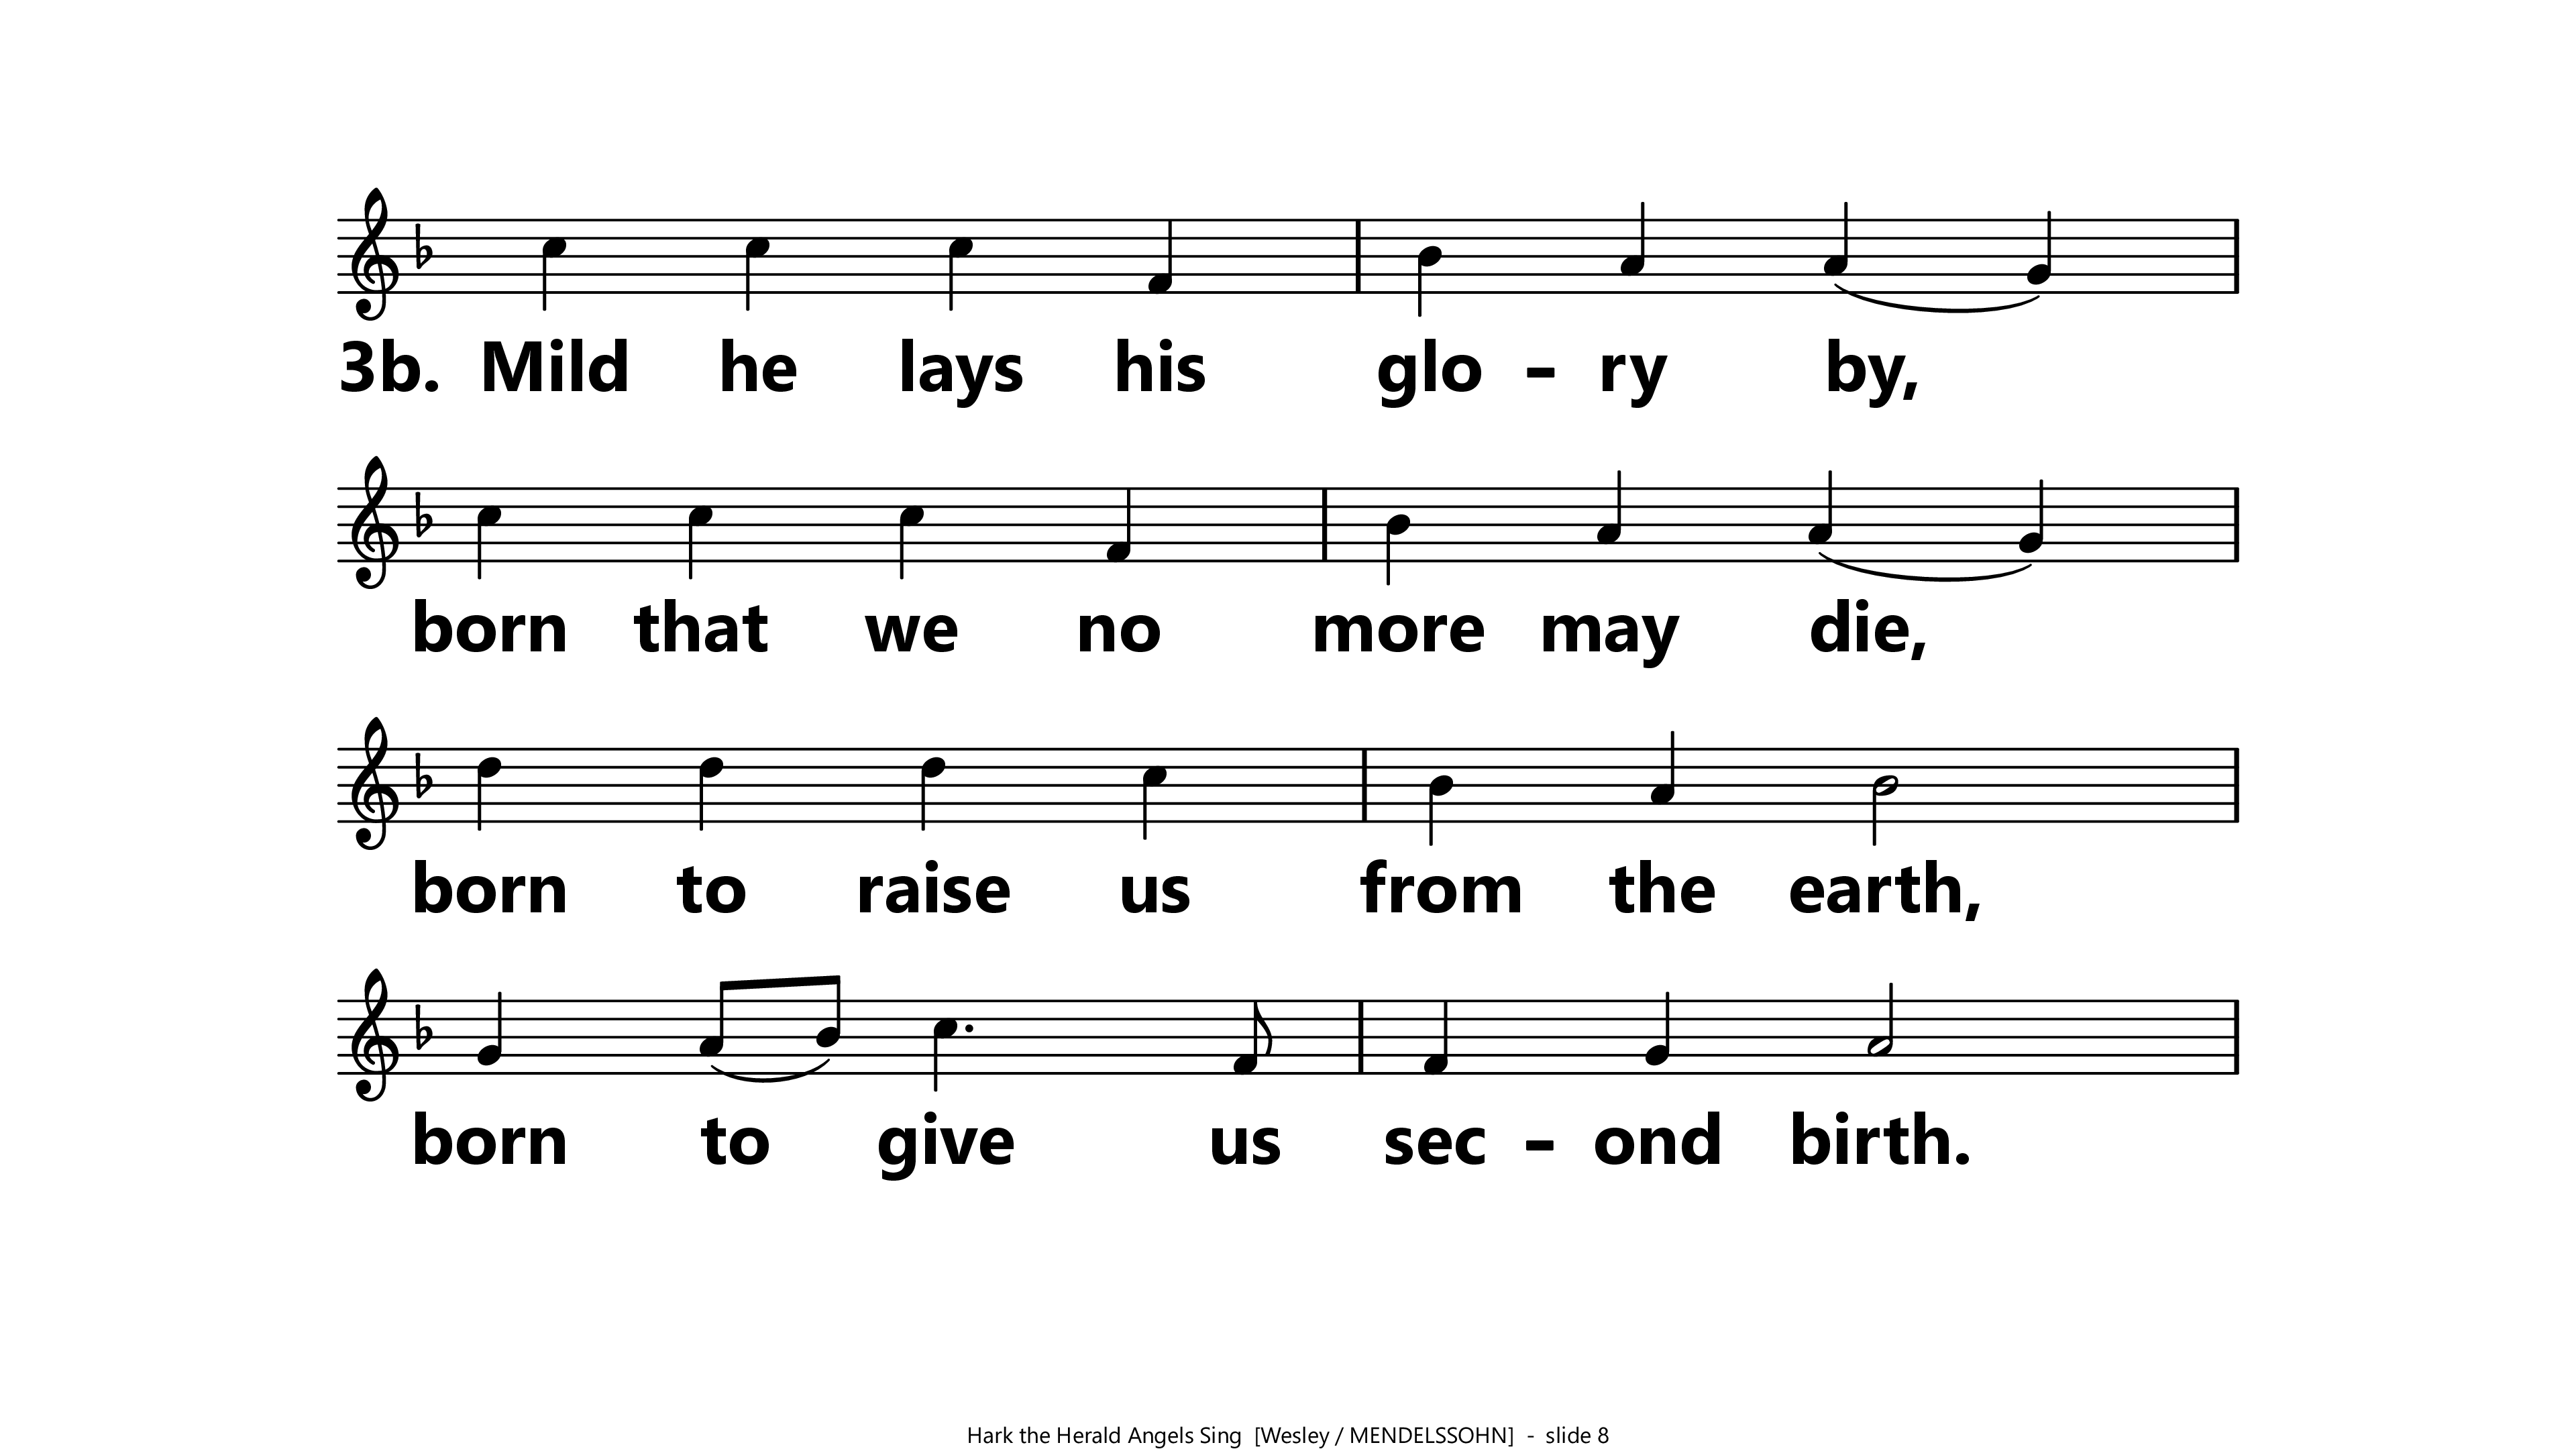 3b. Mild he lays his glo - ry by,
born that we no more may die,
born to raise us from the earth,
born to give us sec - ond birth.
Hark the Herald Angels Sing [Wesley / MENDELSSOHN] - slide 8